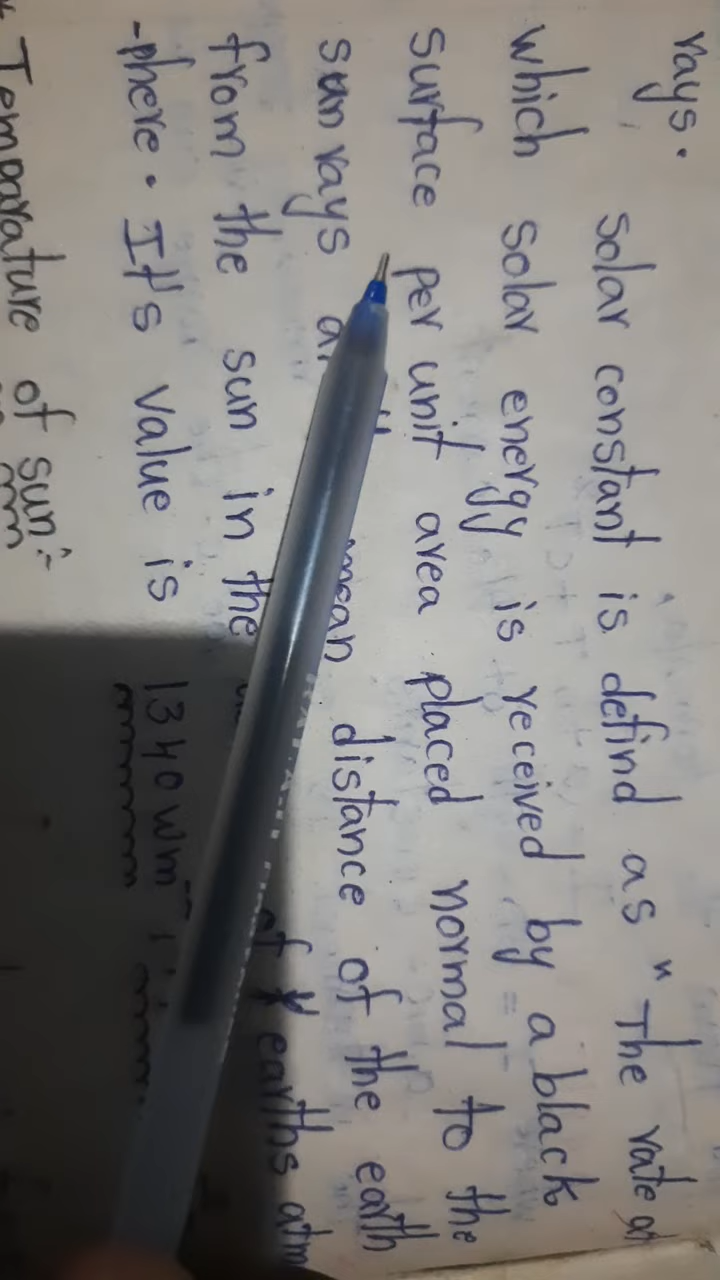 rays.
Solar constant is defind as " The rate at
which solar energy is received by a black
surface per unit area placed normal to the
sun rays mean distance of the earth
from the sun in the of earths atm
-phere. It's value is 1340 wm
* Temparature of sun:-